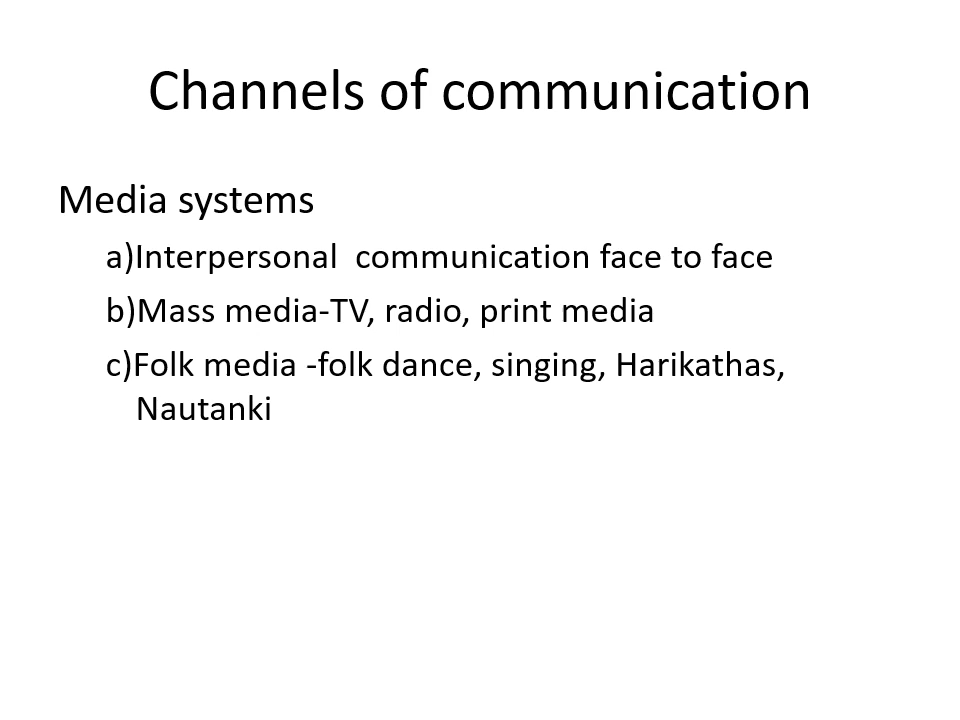 Channels of communication
Media systems
a)Interpersonal  communication face to face
b)Mass media-TV, radio, print media
c)Folk media -folk dance, singing, Harikathas,
Nautanki